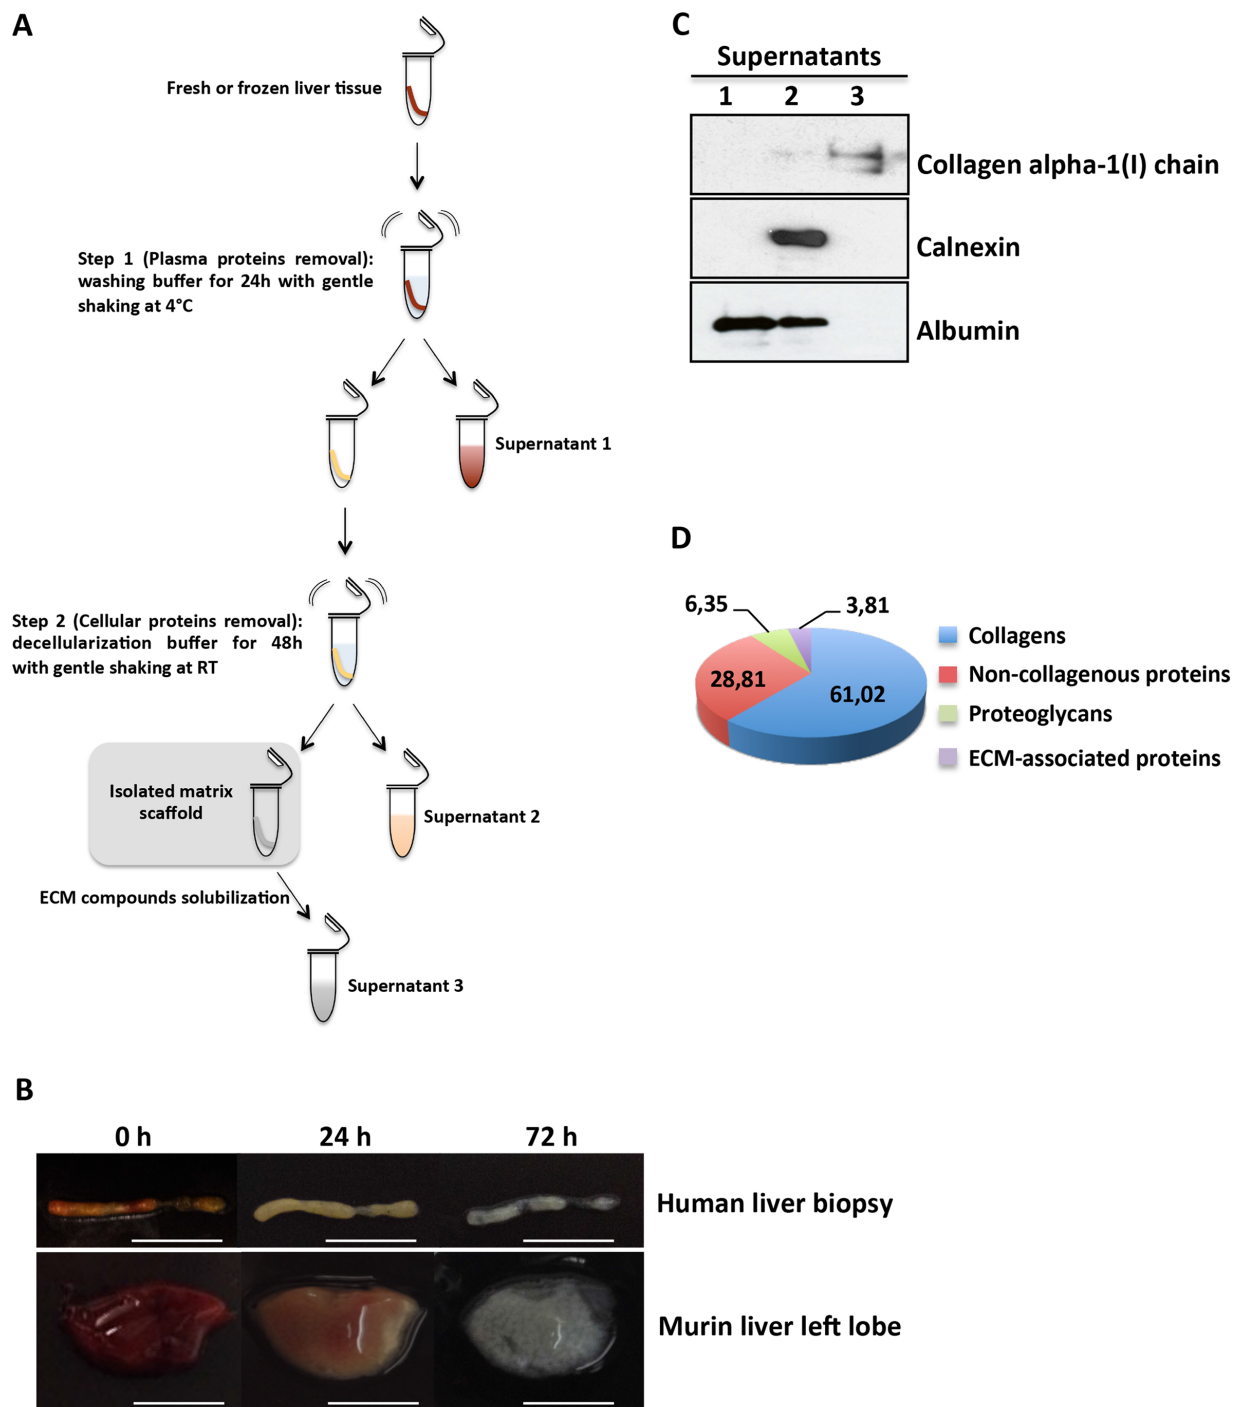 A
Fresh or frozen liver tissue
Step 1 (Plasma proteins removal):
washing buffer for 24h with gentle
shaking at 4°C
Supernatant 1
Step 2 (Cellular proteins removal):
decellularization buffer for 48h
with gentle shaking at RT
Isolated matrix
scaffold
Supernatant 2
ECM compounds solubilization
Supernatant 3
B
0 h 24 h 72 h
Human liver biopsy
Murin liver left lobe
C
Supernatants
1 2 3
Collagen alpha-1(I) chain
Calnexin
Albumin
D
6,35 3,81
28,81
61,02
Collagens
Non-collagenous proteins
Proteoglycans
ECM-associated proteins